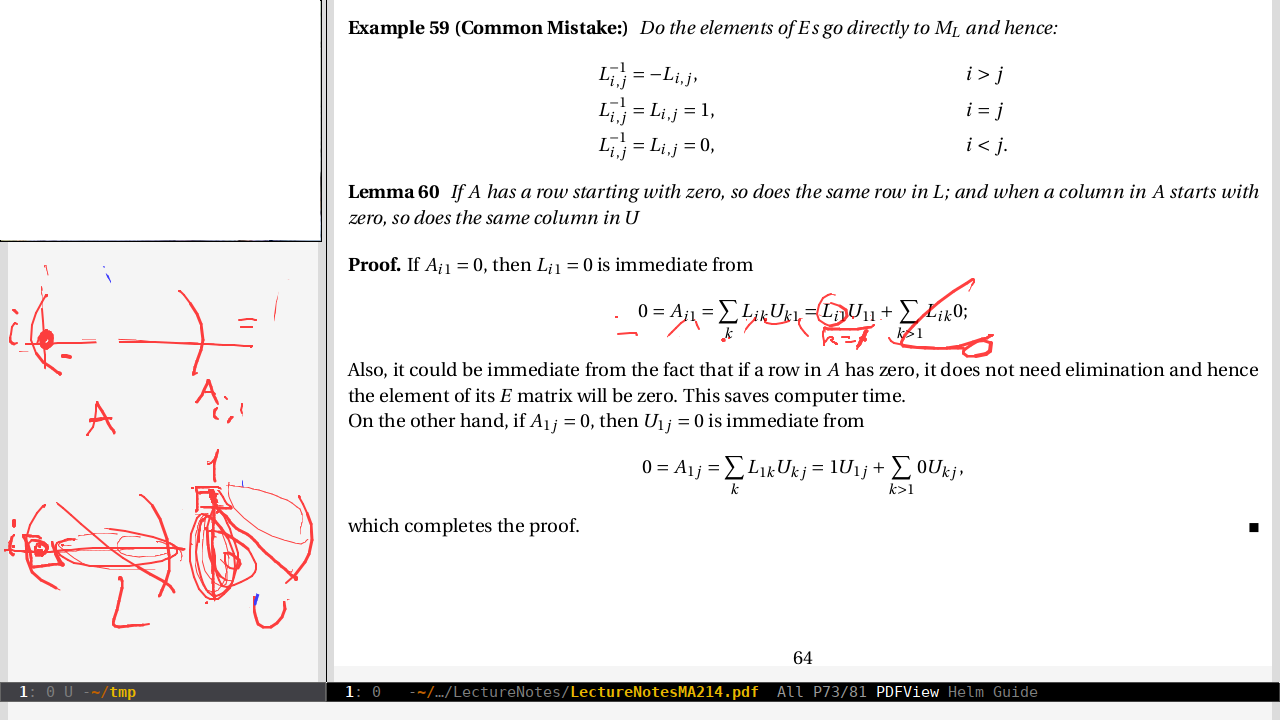 Example 59 (Common Mistake:) Do the elements of Es go directly to M_L and hence:
L^{-1}_{i,j} = −L_{i,j}, i > j
L^{-1}_{i,j} = L_{i,j} = 1, i = j
L^{-1}_{i,j} = L_{i,j} = 0, i < j.
Lemma 60 If A has a row starting with zero, so does the same row in L; and when a column in A starts with
zero, so does the same column in U
Proof. If A_{i1} = 0, then L_{i1} = 0 is immediate from
0 = A_{i1} = ∑_k L_{ik}U_{k1} = L_{i1}U_{11} + ∑_{k>1} L_{ik}0;
k=1
0
Also, it could be immediate from the fact that if a row in A has zero, it does not need elimination and hence
the element of its E matrix will be zero. This saves computer time.
On the other hand, if A_{1j} = 0, then U_{1j} = 0 is immediate from
0 = A_{1j} = ∑_k L_{1k}U_{kj} = 1U_{1j} + ∑_{k>1} 0U_{kj},
which completes the proof.
■
64
i
=
A
A_{i,1}
1
i
L
U
1: 0 U -~/tmp
1: 0 -~/…/LectureNotes/LectureNotesMA214.pdf All P73/81 PDFView Helm Guide